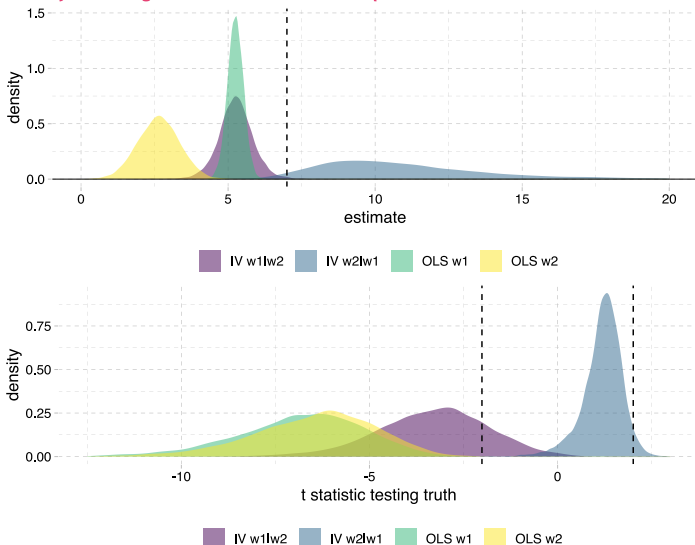 1.5
1.0
0.5
0.0
density
0 5 10 15 20
estimate
IV w1|w2 IV w2|w1 OLS w1 OLS w2
0.75
0.50
0.25
0.00
density
-10 -5 0
t statistic testing truth
IV w1|w2 IV w2|w1 OLS w1 OLS w2